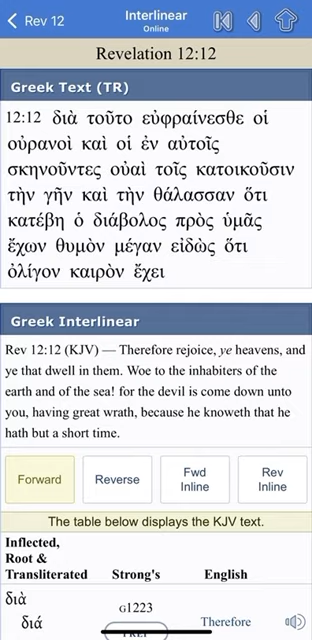 Rev 12
Interlinear
Online
Revelation 12:12
Greek Text (TR)
12:12 διὰ τοῦτο εὐφραίνεσθε οἱ
οὐρανοὶ καὶ οἱ ἐν αὐτοῖς
σκηνοῦντες οὐαὶ τοῖς κατοικοῦσιν
τὴν γῆν καὶ τὴν θάλασσαν ὅτι
κατέβη ὁ διάβολος πρὸς ὑμᾶς
ἔχων θυμὸν μέγαν εἰδὼς ὅτι
ὀλίγον καιρὸν ἔχει
Greek Interlinear
Rev 12:12 (KJV) — Therefore rejoice, ye heavens, and
ye that dwell in them. Woe to the inhabiters of the
earth and of the sea! for the devil is come down unto
you, having great wrath, because he knoweth that he
hath but a short time.
Forward
Reverse
Fwd
Inline
Rev
Inline
The table below displays the KJV text.
Inflected,
Root &
Transliterated Strong's English
διὰ
διά
G1223
Therefore